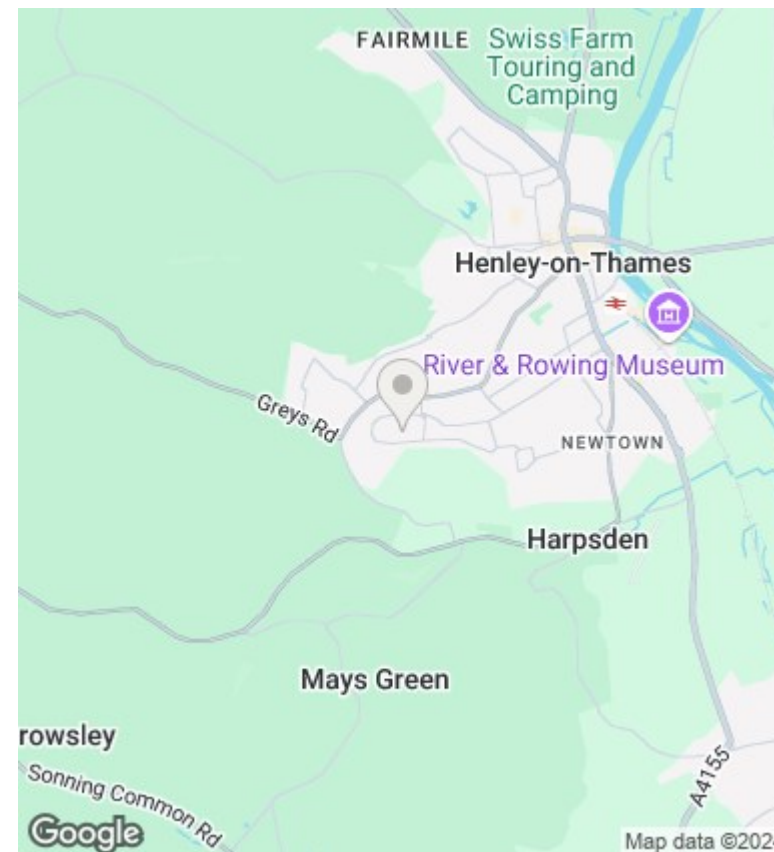 FAIRMILE
Swiss Farm
Touring and
Camping
Henley-on-Thames
River & Rowing Museum
Greys Rd
NEWTOWN
Harpsden
Mays Green
rowsley
Sonning Common Rd
A4155
Google
Map data ©202